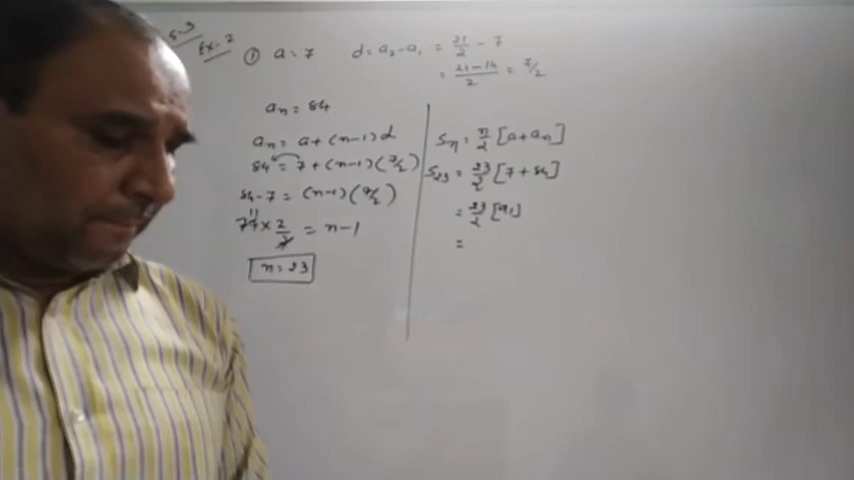 5.3
Ex-2
① a = 7 d = a₂ - a₁ = 21/2 - 7
= 21-14/2 = 7/2
aₙ = 84
aₙ = a + (n-1)d
84 = 7 + (n-1)(7/2)
84 - 7 = (n-1)(7/2)
77 11 × 2/7 = n-1
n = 23
Sₙ = n/2 [a + aₙ]
S₂₃ = 23/2 [7 + 84]
= 23/2 [91]
=